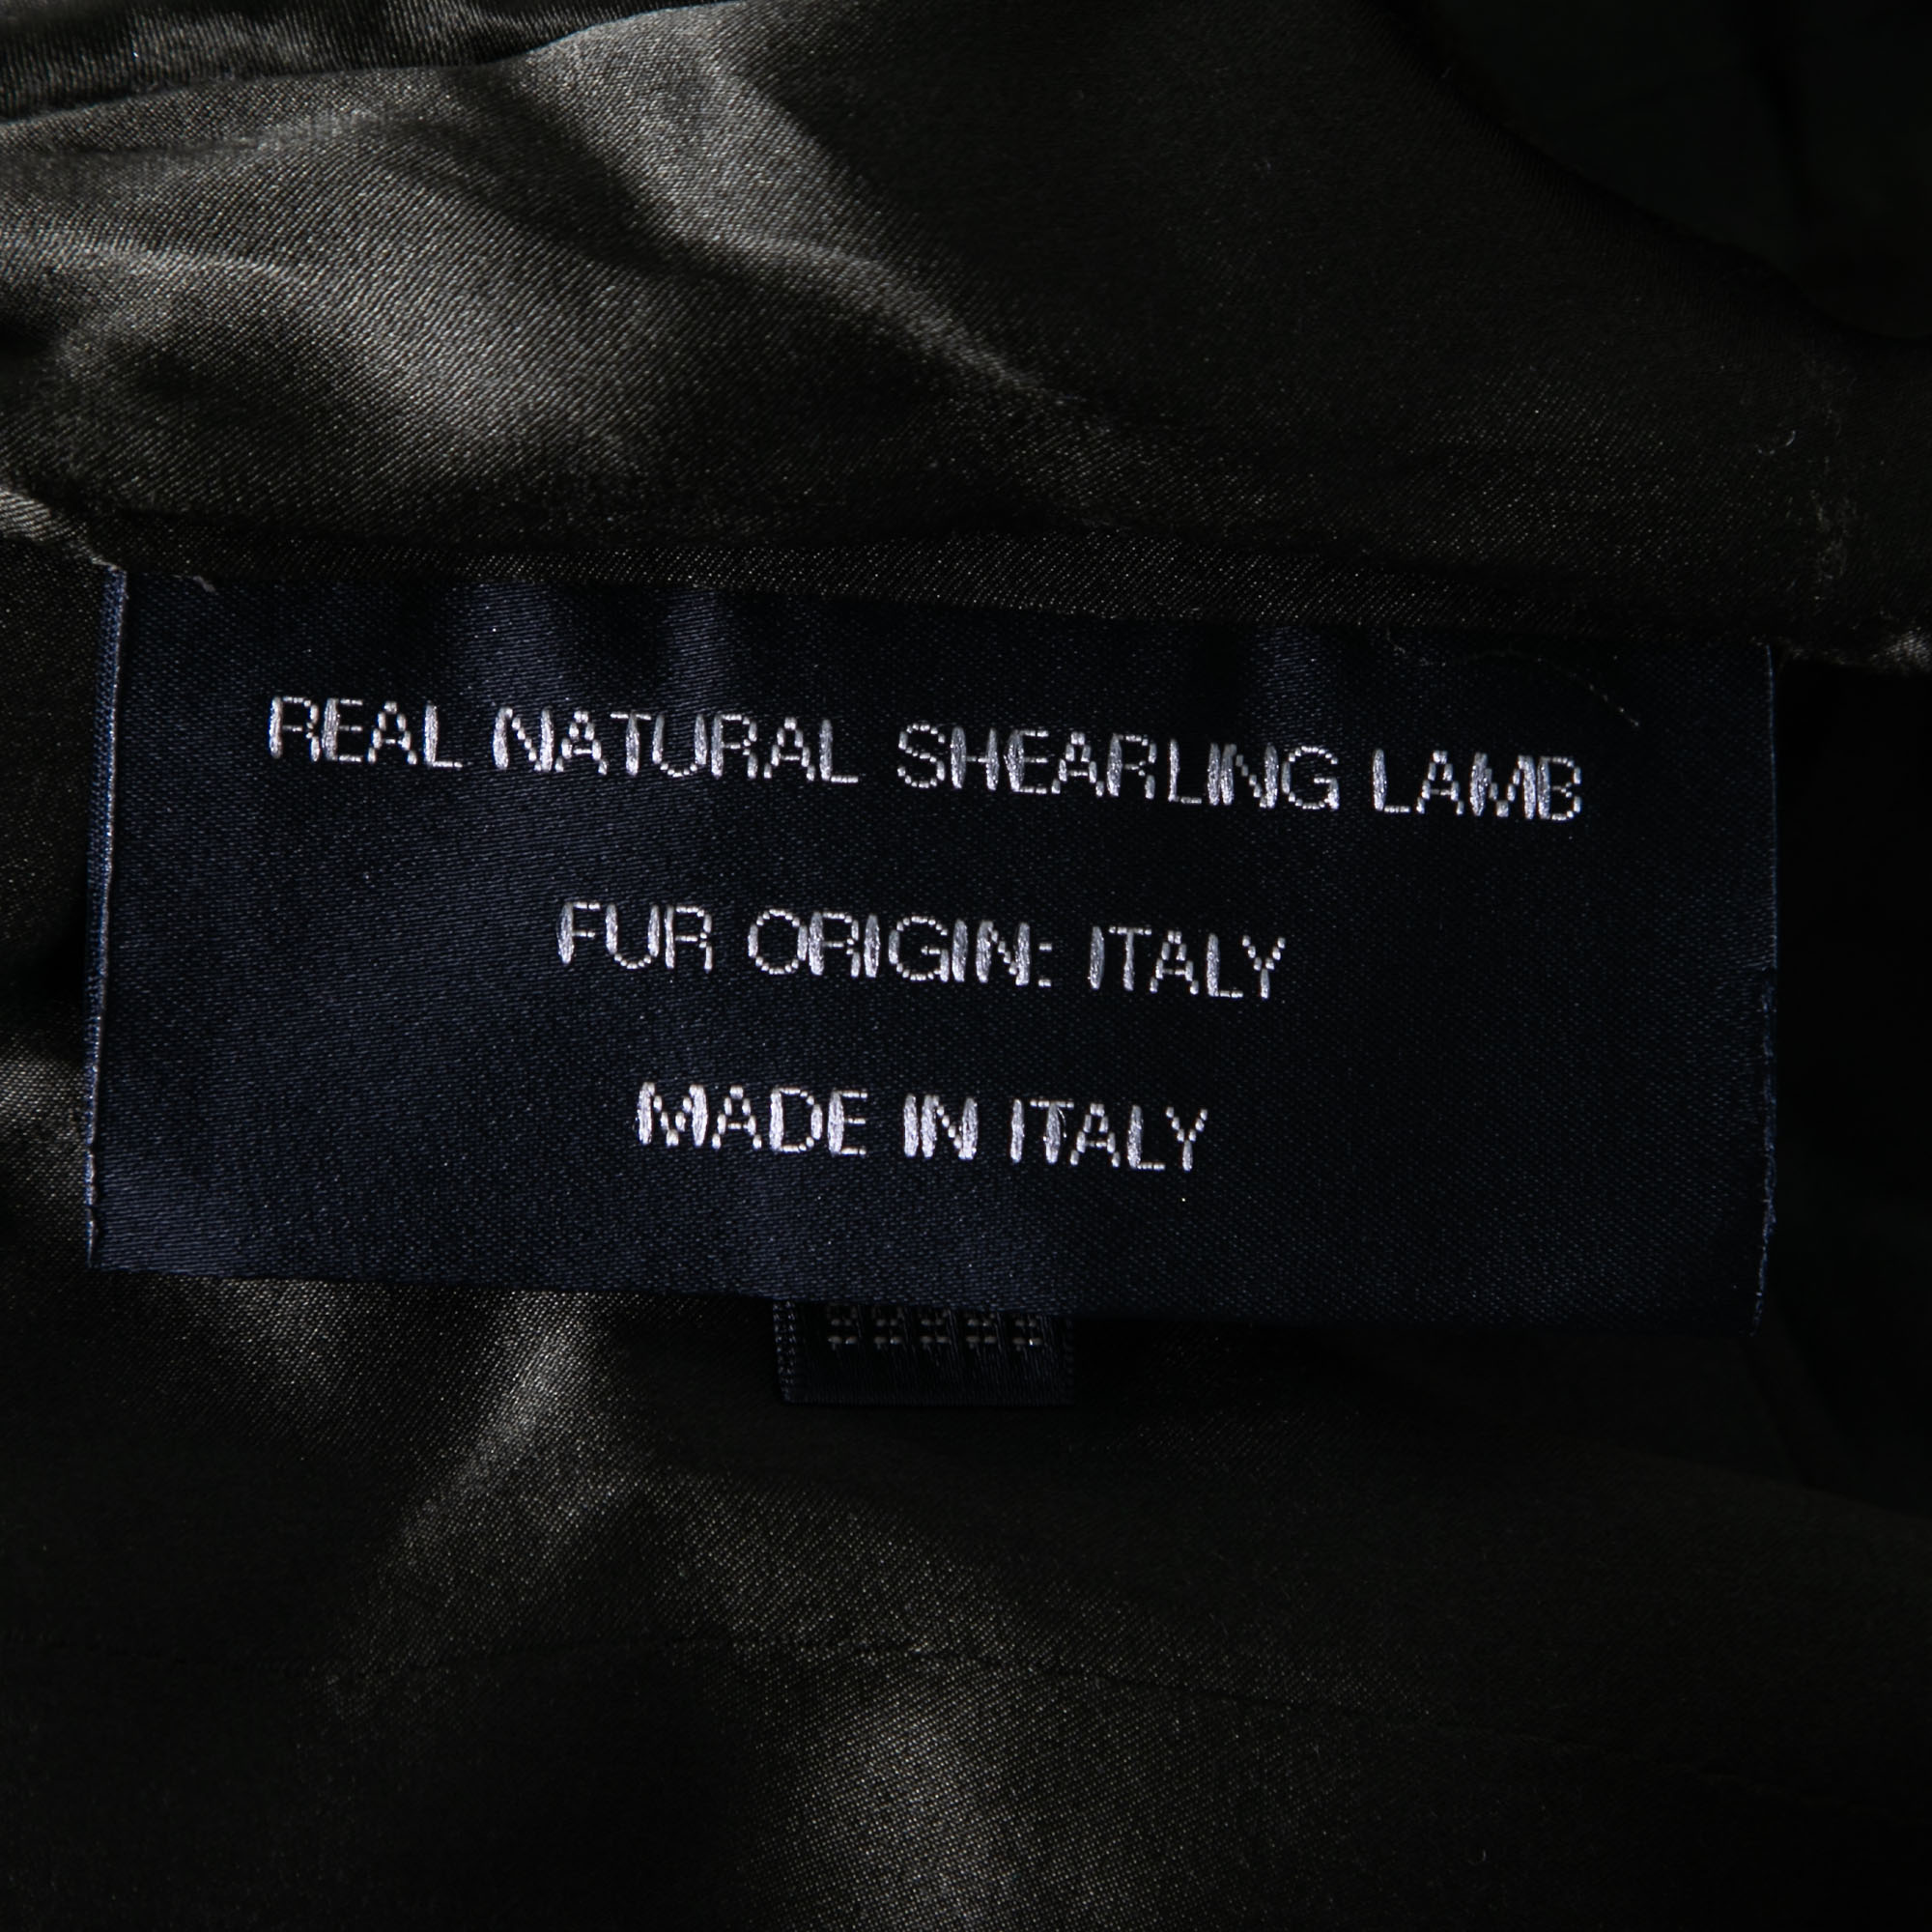 REAL NATURAL SHEARLING LAMB
FUR ORIGIN: ITALY
MADE IN ITALY